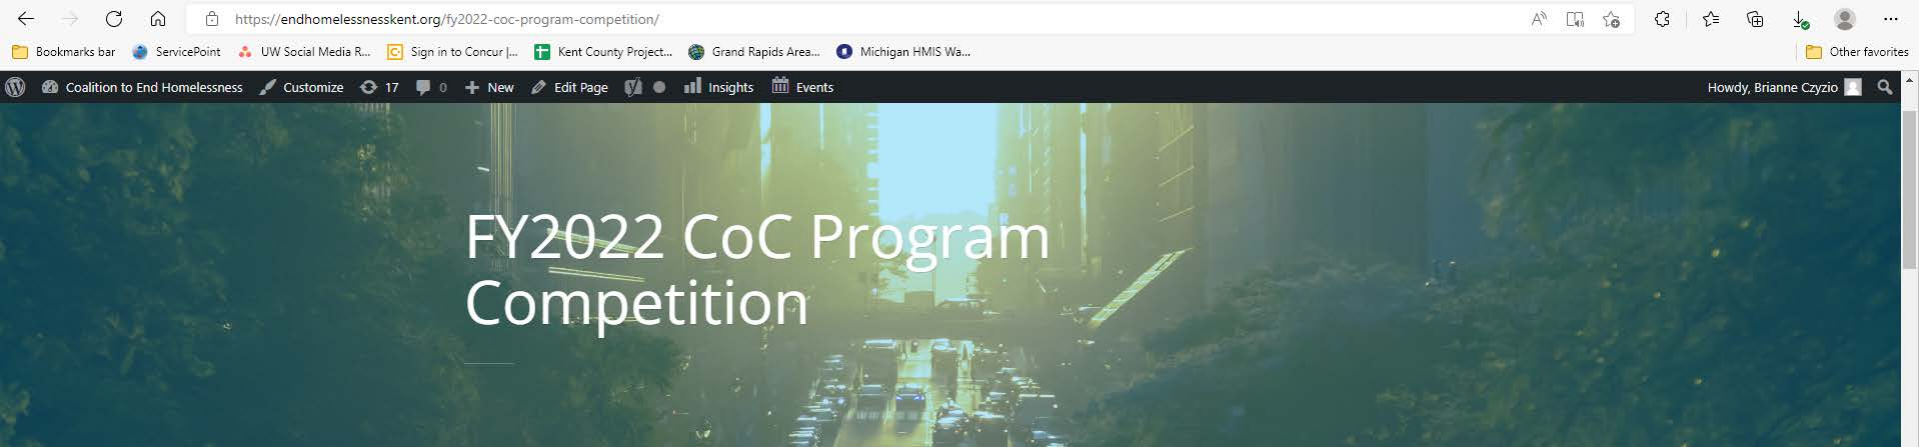 https://endhomelessnesskent.org/fy2022-coc-program-competition/
Bookmarks bar ServicePoint UW Social Media R... Sign in to Concur |... Kent County Project... Grand Rapids Area... Michigan HMIS Wa... Other favorites
Coalition to End Homelessness Customize 17 0 New Edit Page Insights Events Howdy, Brianne Czyzio
FY2022 CoC Program
Competition